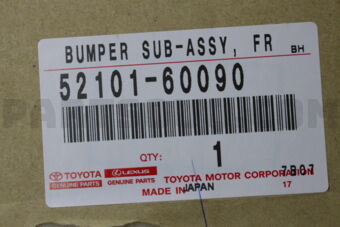 BUMPER SUB-ASSY, FR BH
52101-60090
QTY: 1
TOYOTA LEXUS
GENUINE PARTS GENUINE PARTS
TOYOTA MOTOR CORPORATION
7B07
MADE IN JAPAN 17